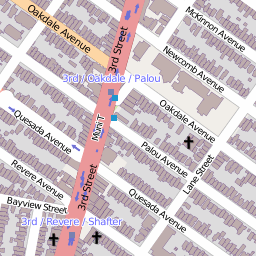 Oakdale Avenue
3rd Street
McKinnon Avenue
Newcomb Avenue
3rd / Oakdale / Palou
Oakdale Avenue
Quesada Avenue
Muni T
Palou Avenue
Lane Street
Revere Avenue
3rd Street
Bayview Street
Quesada Avenue
3rd / Revere / Shafter